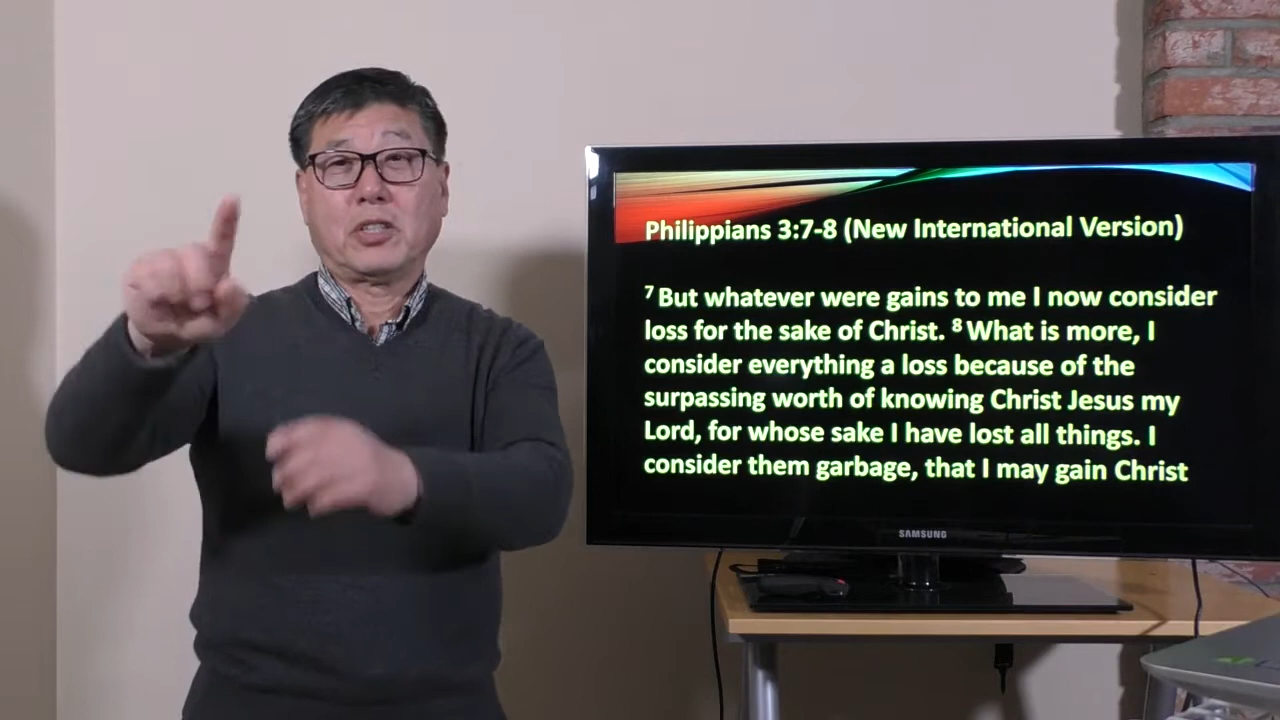 Philippians 3:7-8 (New International Version)
⁷ But whatever were gains to me I now consider
loss for the sake of Christ. ⁸ What is more, I
consider everything a loss because of the
surpassing worth of knowing Christ Jesus my
Lord, for whose sake I have lost all things. I
consider them garbage, that I may gain Christ
SAMSUNG